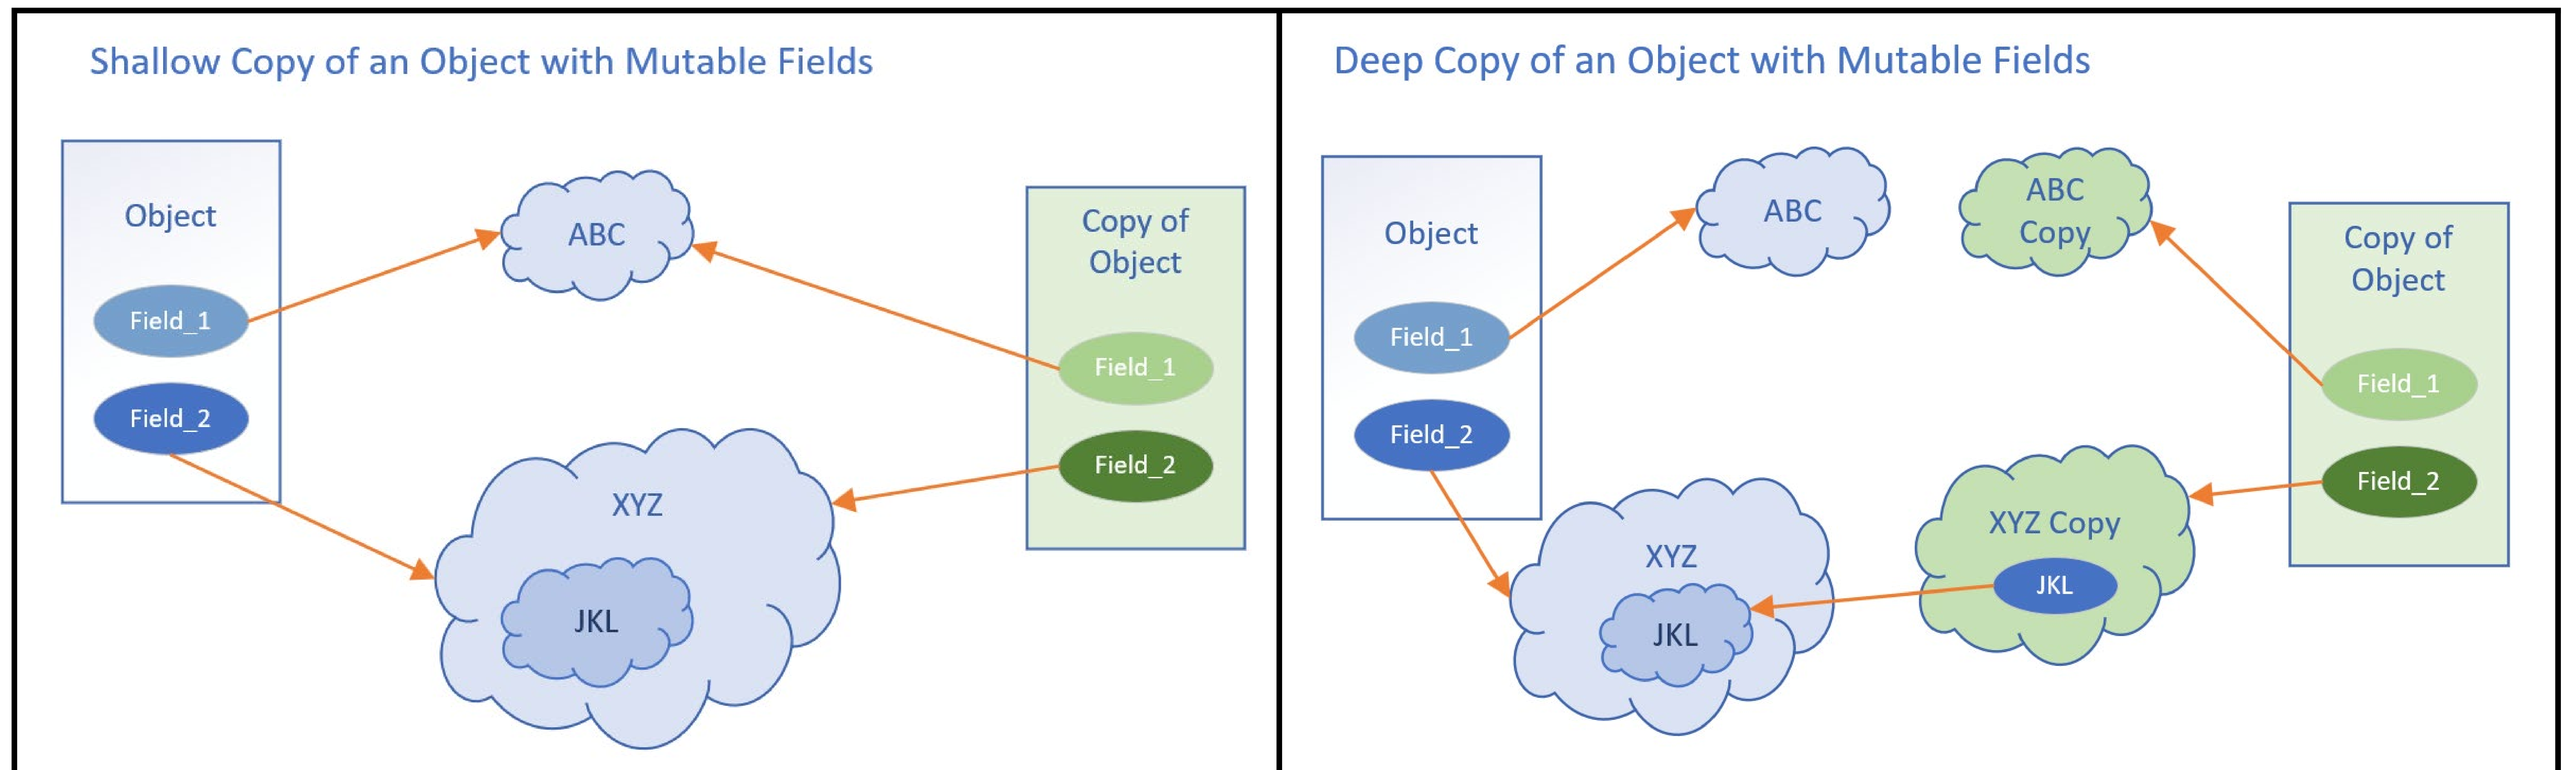 Shallow Copy of an Object with Mutable Fields
Object
Field_1
Field_2
ABC
XYZ
JKL
Copy of
Object
Field_1
Field_2
Deep Copy of an Object with Mutable Fields
Object
Field_1
Field_2
ABC
ABC
Copy
XYZ
JKL
XYZ Copy
JKL
Copy of
Object
Field_1
Field_2